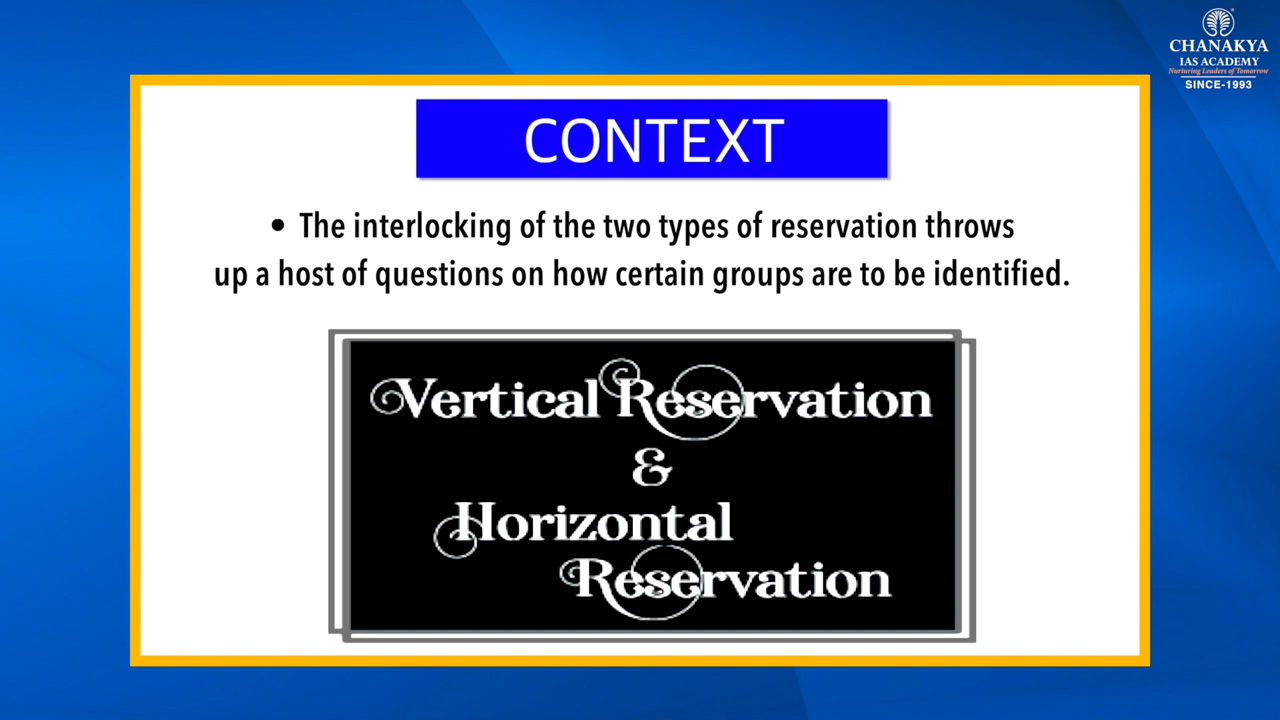 CHANAKYA
IAS ACADEMY
Nurturing Leaders of Tomorrow
SINCE-1993
CONTEXT
• The interlocking of the two types of reservation throws
up a host of questions on how certain groups are to be identified.
Vertical Reservation
&
Horizontal
Reservation